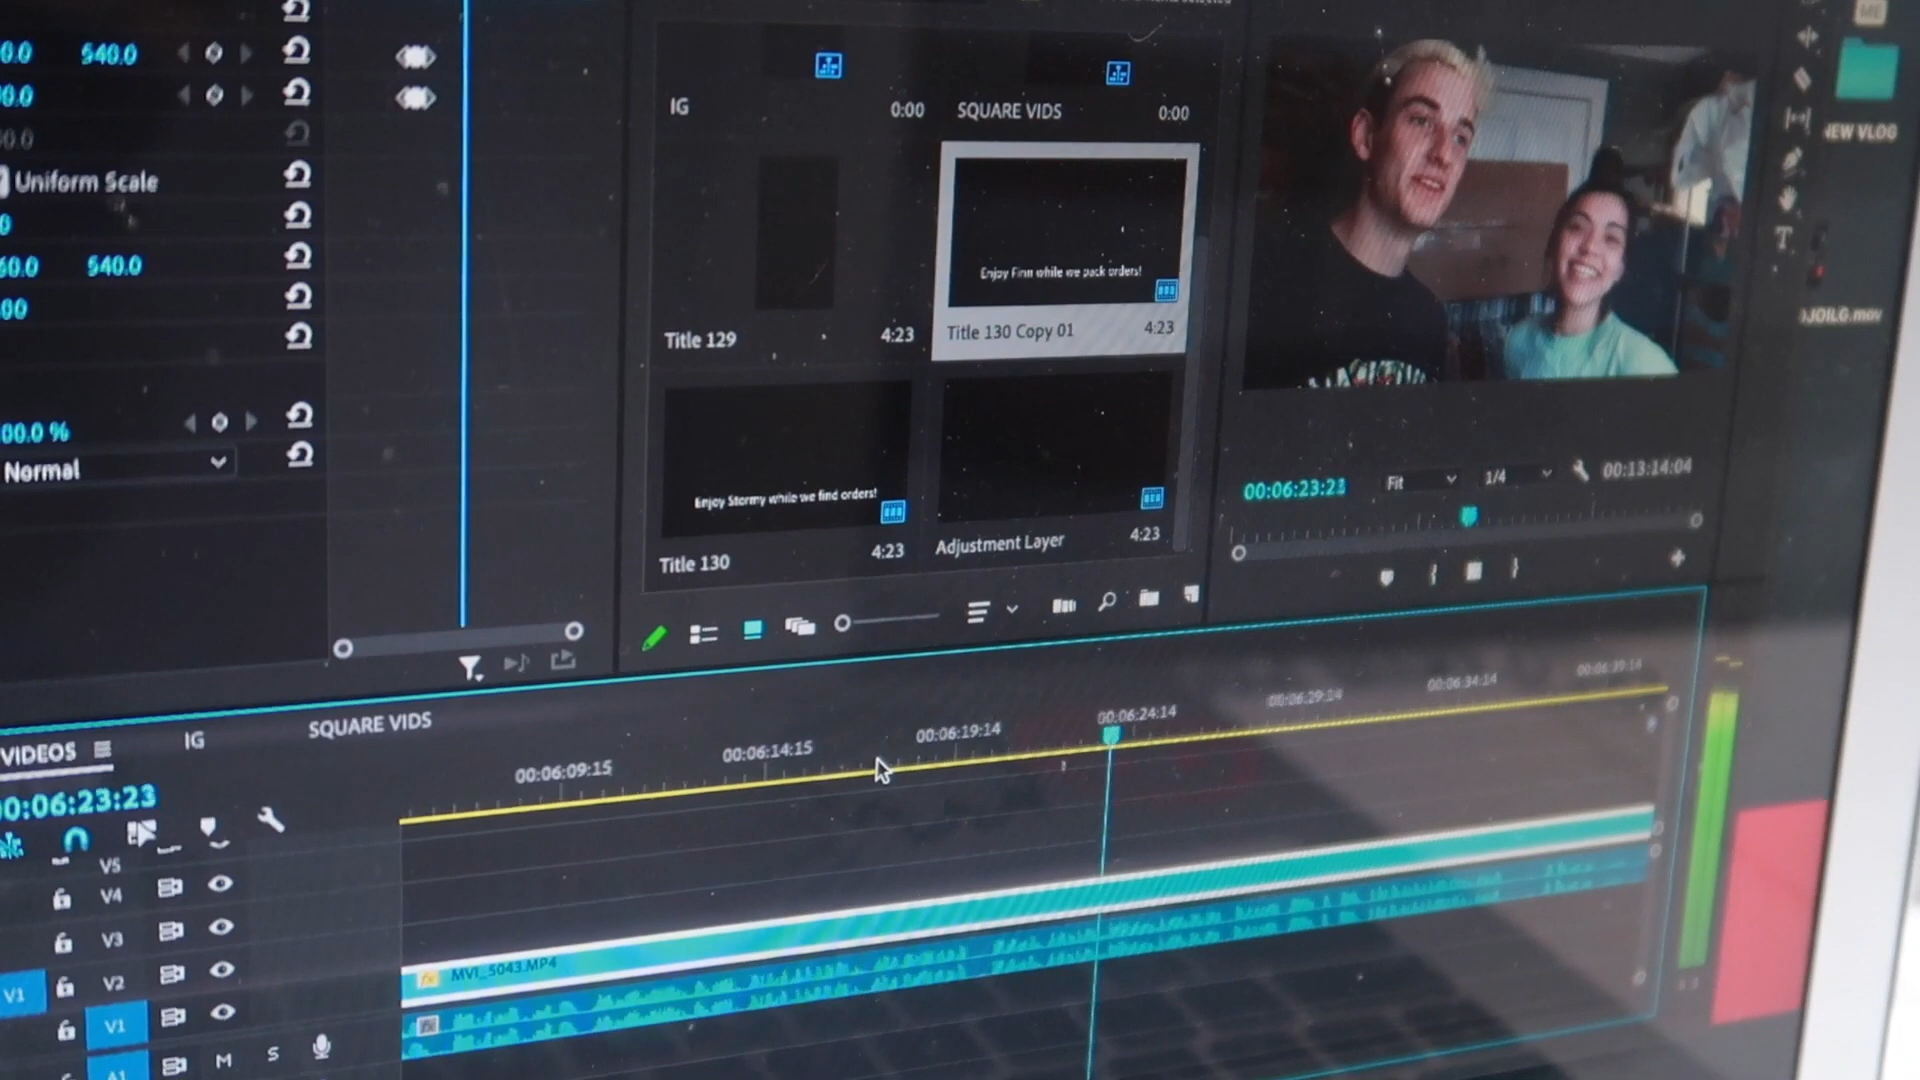 540.0
Uniform Scale
540.0
00.0 %
Normal
IG
0:00
SQUARE VIDS
0:00
Title 129
4:23
Enjoy Finn while we pack orders!
Title 130 Copy 01
4:23
Enjoy Stormy while we find orders!
Title 130
4:23
Adjustment Layer
4:23
NEW VLOG
JOILG.mov
00:06:23:23
Fit
1/4
00:13:14:04
T
VIDEOS
IG
SQUARE VIDS
00:06:23:23
00:06:09:15
00:06:14:15
00:06:19:14
00:06:24:14
00:06:29:14
00:06:34:14
00:06:39:14
V5
V4
V3
V1
V2
V1
A1
M
S
fx
MVI_5043.MP4
fx